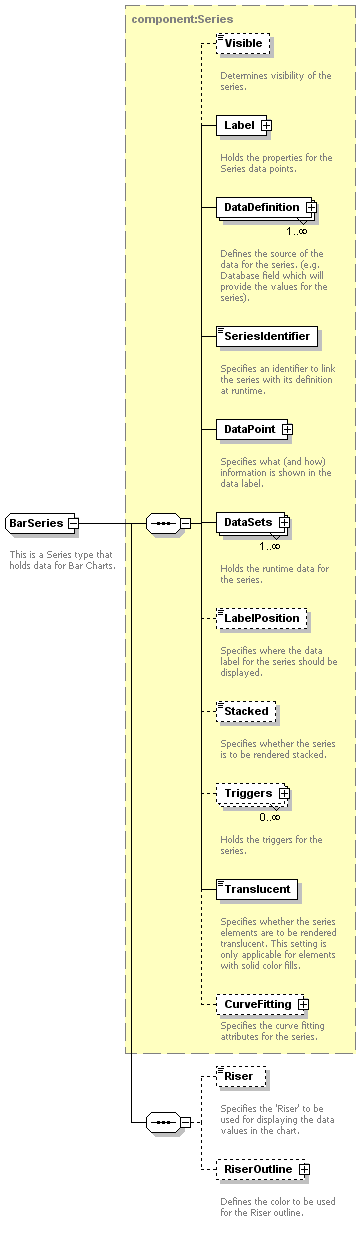 component:Series
Visible
Determines visibility of the
series.
Label
Holds the properties for the
Series data points.
DataDefinition
1..∞
Defines the source of the
data for the series. (e.g.
Database field which will
provide the values for the
series).
SeriesIdentifier
Specifies an identifier to link
the series with its definition
at runtime.
DataPoint
Specifies what (and how)
information is shown in the
data label.
BarSeries
This is a Series type that
holds data for Bar Charts.
DataSets
1..∞
Holds the runtime data for
the series.
LabelPosition
Specifies where the data
label for the series should be
displayed.
Stacked
Specifies whether the series
is to be rendered stacked.
Triggers
0..∞
Holds the triggers for the
series.
Translucent
Specifies whether the series
elements are to be rendered
translucent. This setting is
only applicable for elements
with solid color fills.
CurveFitting
Specifies the curve fitting
attributes for the series.
Riser
Specifies the 'Riser' to be
used for displaying the data
values in the chart.
RiserOutline
Defines the color to be used
for the Riser outline.